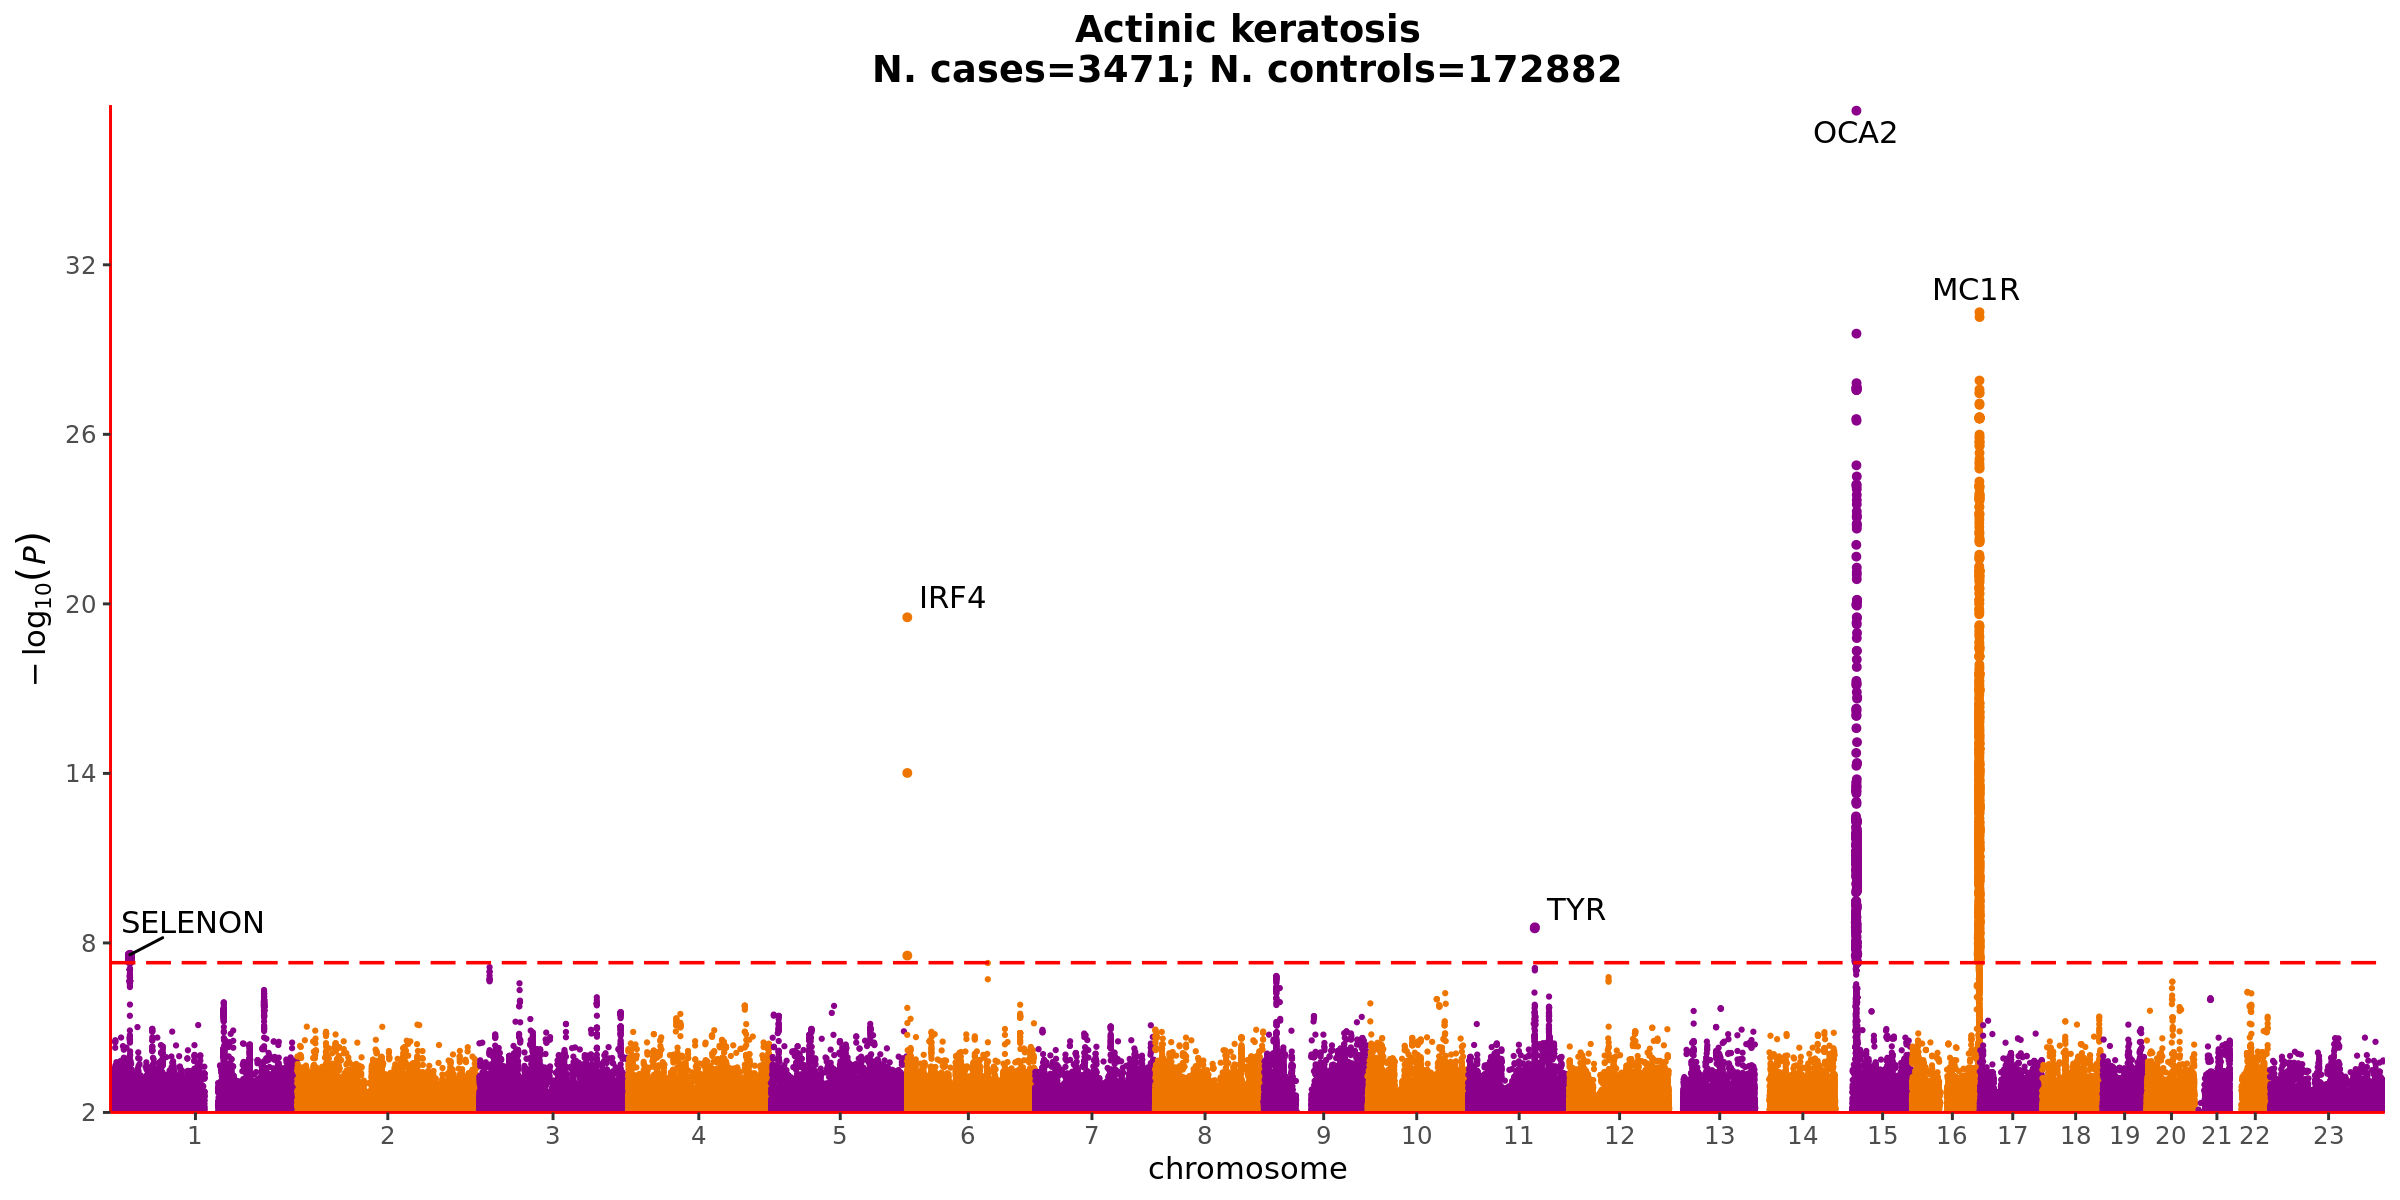 Actinic keratosis
N. cases=3471; N. controls=172882
OCA2
32
MC1R
26
− log10(P)
20
IRF4
14
TYR
SELENON
8
2
1 2 3 4 5 6 7 8 9 10 11 12 13 14 15 16 17 18 19 20 21 22 23
chromosome